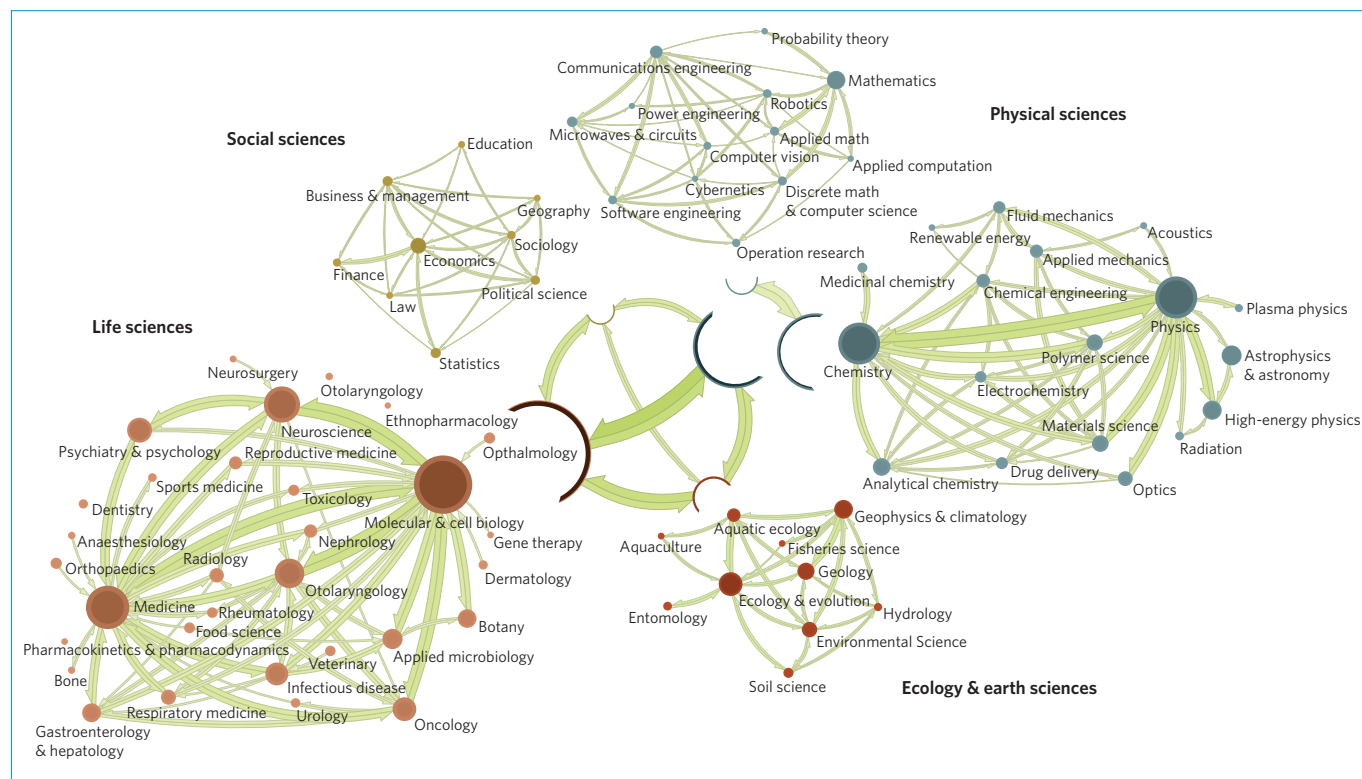 Probability theory
Communications engineering
Mathematics
Robotics
Power engineering
Microwaves & circuits
Applied math
Computer vision
Applied computation
Cybernetics
Discrete math
& computer science
Software engineering
Operation research
Social sciences
Education
Business & management
Geography
Sociology
Economics
Finance
Political science
Law
Statistics
Physical sciences
Fluid mechanics
Renewable energy
Acoustics
Applied mechanics
Medicinal chemistry
Chemical engineering
Physics
Plasma physics
Chemistry
Polymer science
Astrophysics
& astronomy
Electrochemistry
Materials science
High-energy physics
Radiation
Drug delivery
Analytical chemistry
Optics
Life sciences
Neurosurgery
Otolaryngology
Ethnopharmacology
Neuroscience
Psychiatry & psychology
Reproductive medicine
Opthalmology
Sports medicine
Toxicology
Dentistry
Molecular & cell biology
Anaesthesiology
Nephrology
Gene therapy
Radiology
Orthopaedics
Dermatology
Otolaryngology
Medicine
Rheumatology
Botany
Food science
Pharmacokinetics & pharmacodynamics
Applied microbiology
Veterinary
Bone
Infectious disease
Respiratory medicine
Urology
Oncology
Gastroenterology
& hepatology
Geophysics & climatology
Aquatic ecology
Aquaculture
Fisheries science
Geology
Ecology & evolution
Entomology
Hydrology
Environmental Science
Soil science
Ecology & earth sciences